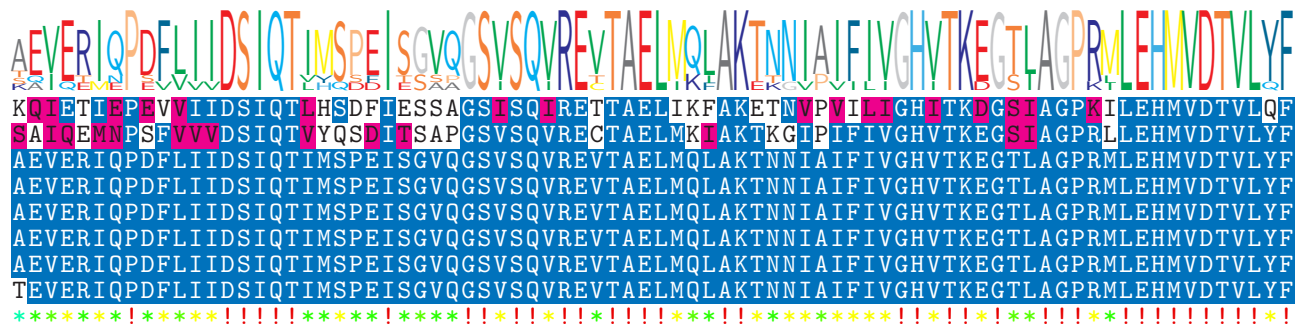 AEVERIQPDFLIIDSIQTIMSPEISGVQGSVSQVREVTAELMQLAKTNNIAIFIVGHVTKEGTLAGPRMLEHMVDTVLYF
KQIETIEPEVVIIDSIQTLHSDFIESSAGSISQIRETTAELIKFAKETNVPVILIGHITKDGSIAGPKILEHMVDTVLQF
SAIQEMNPSFVVVDSIQTVYQSDITSAPGSVSQVRECTAELMKIAKTKGIPIFIVGHVTKEGSIAGPRLLEHMVDTVLYF
AEVERIQPDFLIIDSIQTIMSPEISGVQGSVSQVREVTAELMQLAKTNNIAIFIVGHVTKEGTLAGPRMLEHMVDTVLYF
AEVERIQPDFLIIDSIQTIMSPEISGVQGSVSQVREVTAELMQLAKTNNIAIFIVGHVTKEGTLAGPRMLEHMVDTVLYF
AEVERIQPDFLIIDSIQTIMSPEISGVQGSVSQVREVTAELMQLAKTNNIAIFIVGHVTKEGTLAGPRMLEHMVDTVLYF
AEVERIQPDFLIIDSIQTIMSPEISGVQGSVSQVREVTAELMQLAKTNNIAIFIVGHVTKEGTLAGPRMLEHMVDTVLYF
AEVERIQPDFLIIDSIQTIMSPEISGVQGSVSQVREVTAELMQLAKTNNIAIFIVGHVTKEGTLAGPRMLEHMVDTVLYF
TEVERIQPDFLIIDSIQTIMSPEISGVQGSVSQVREVTAELMQLAKTNNIAIFIVGHVTKEGTLAGPRMLEHMVDTVLYF
*******!*****!!!!!*****!****!!*!!*!!*!!!!***!!*********!!*!!*!**!!!**!!!!!!!!!*!